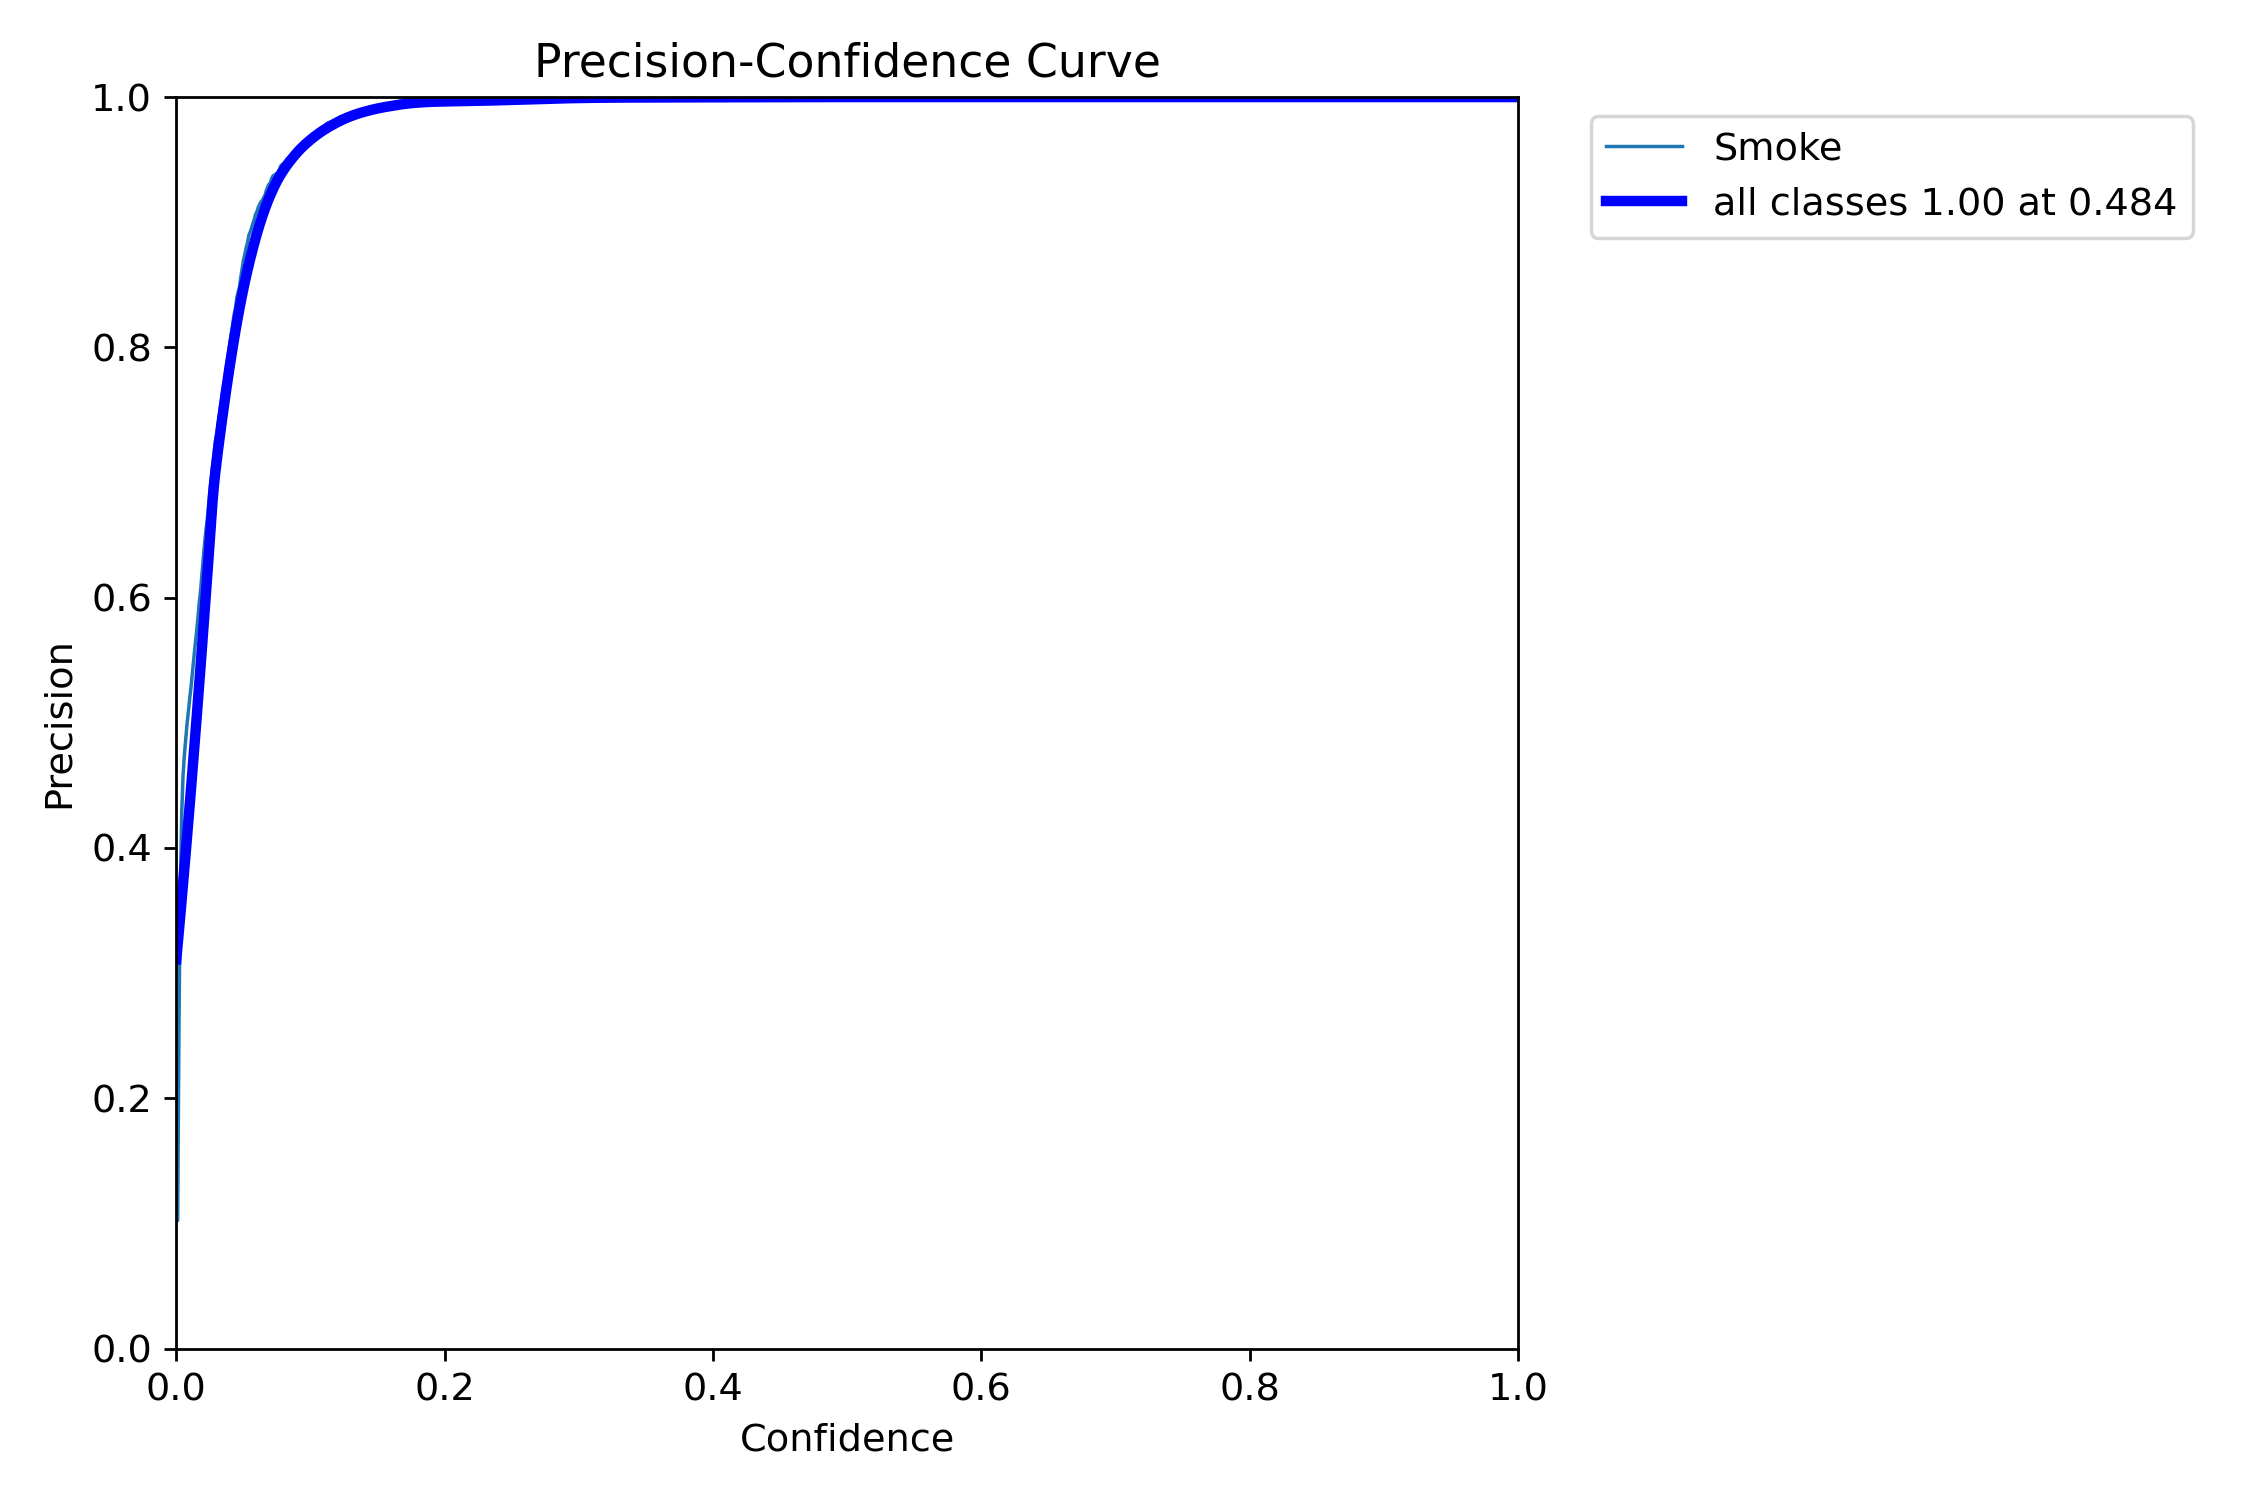 Precision-Confidence Curve
1.0
0.8
0.6
0.4
0.2
0.0
Precision
0.0 0.2 0.4 0.6 0.8 1.0
Confidence
Smoke
all classes 1.00 at 0.484